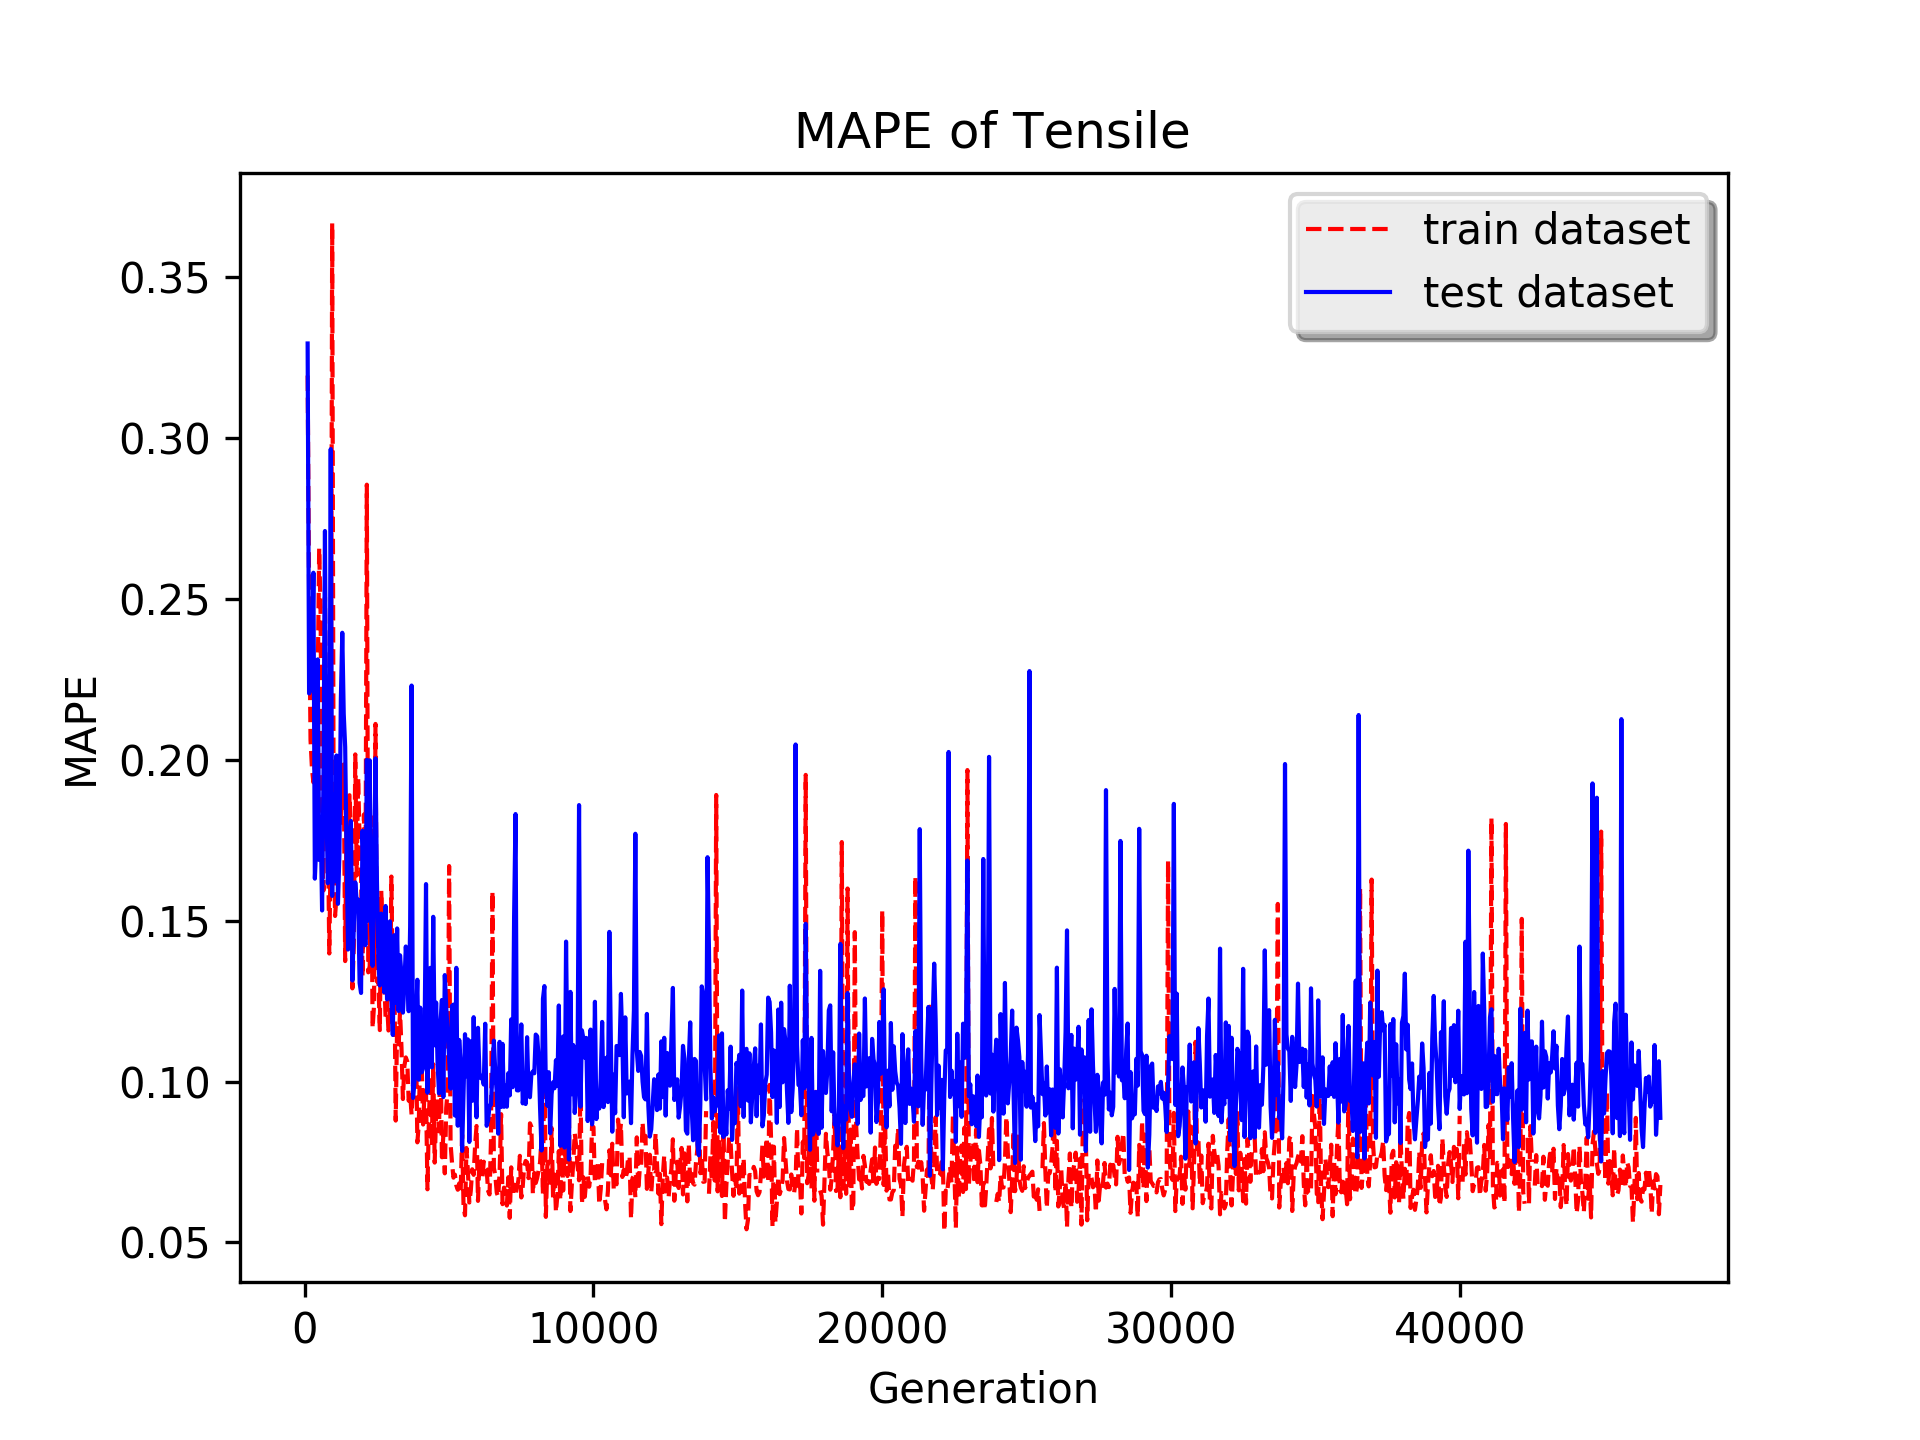 MAPE of Tensile
train dataset
test dataset
0.35
0.30
0.25
0.20
0.15
0.10
0.05
MAPE
0 10000 20000 30000 40000
Generation